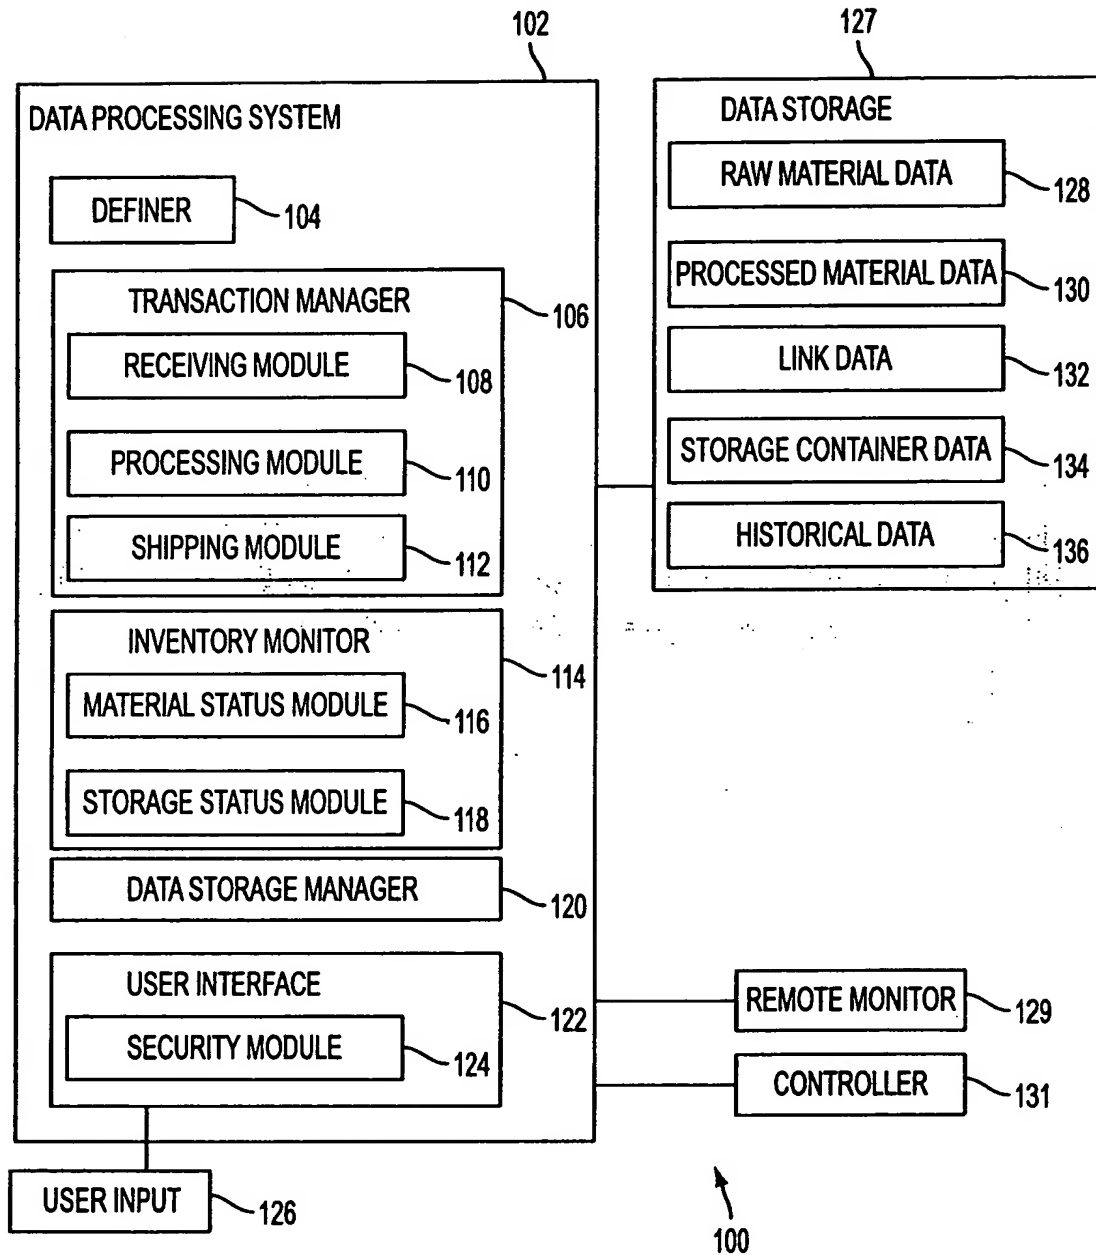 102
DATA PROCESSING SYSTEM
DEFINER
104
TRANSACTION MANAGER
106
RECEIVING MODULE
108
PROCESSING MODULE
110
SHIPPING MODULE
112
INVENTORY MONITOR
114
MATERIAL STATUS MODULE
116
STORAGE STATUS MODULE
118
DATA STORAGE MANAGER
120
USER INTERFACE
122
SECURITY MODULE
124
USER INPUT
126
127
DATA STORAGE
RAW MATERIAL DATA
128
PROCESSED MATERIAL DATA
130
LINK DATA
132
STORAGE CONTAINER DATA
134
HISTORICAL DATA
136
REMOTE MONITOR
129
CONTROLLER
131
100